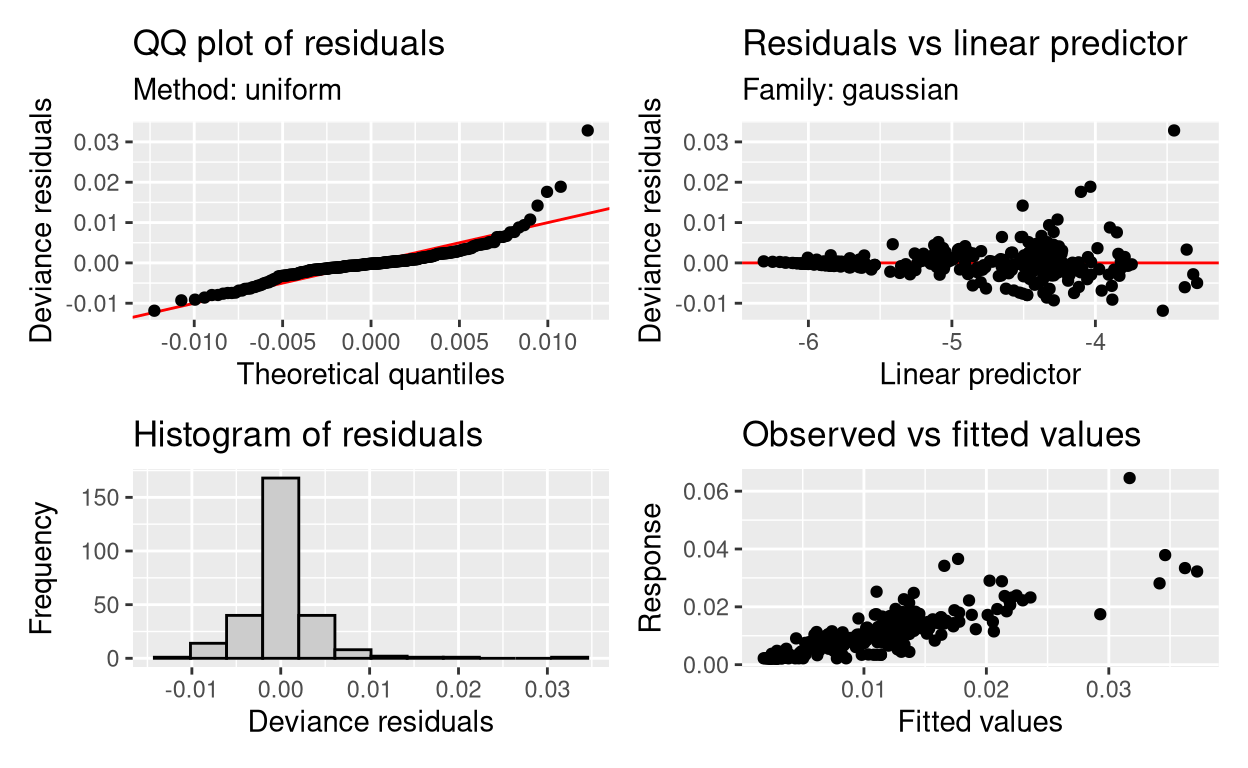 QQ plot of residuals
Method: uniform
Deviance residuals
0.03
0.02
0.01
0.00
-0.01
-0.010
-0.005
0.000
0.005
0.010
Theoretical quantiles
Residuals vs linear predictor
Family: gaussian
Deviance residuals
0.03
0.02
0.01
0.00
-0.01
-6
-5
-4
Linear predictor
Histogram of residuals
Frequency
150
100
50
0
-0.01
0.00
0.01
0.02
0.03
Deviance residuals
Observed vs fitted values
Response
0.06
0.04
0.02
0.00
0.01
0.02
0.03
Fitted values